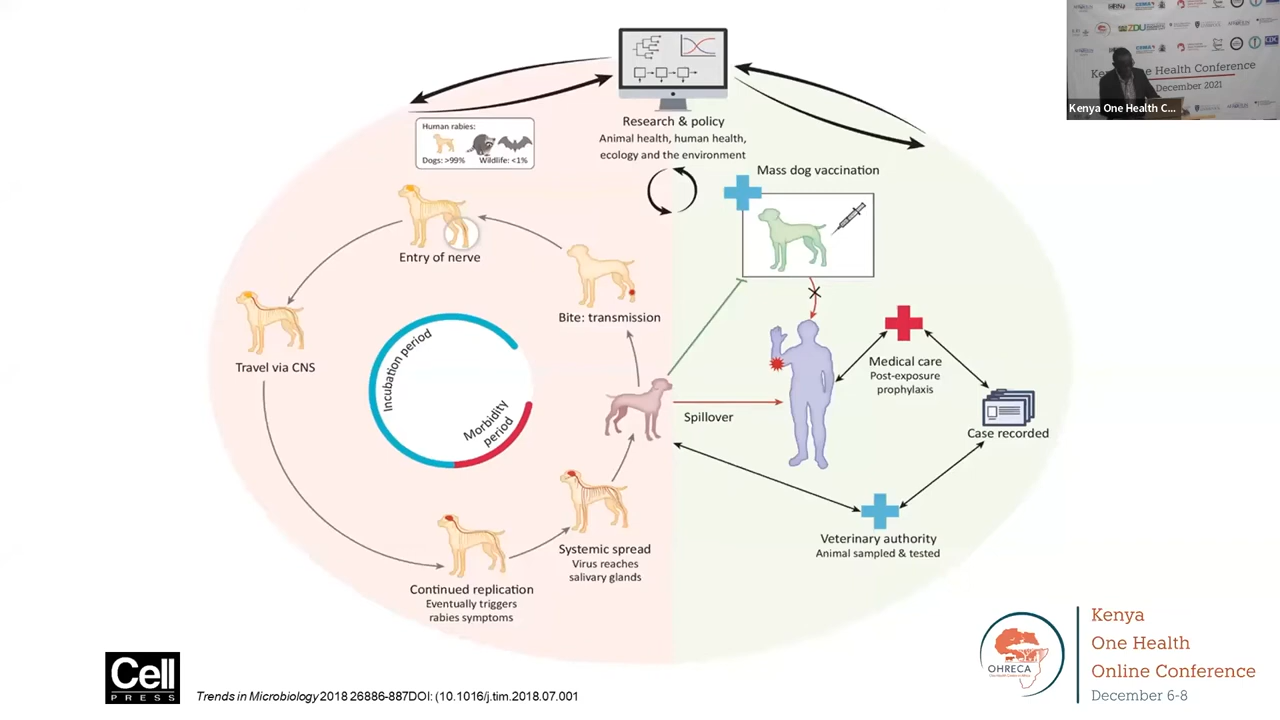 Research & policy
Animal health, human health,
ecology and the environment
Human rabies:
Dogs: >99% Wildlife: <1%
Mass dog vaccination
Entry of nerve
Bite: transmission
Travel via CNS
Incubation period
Morbidity
period
Spillover
Medical care
Post-exposure
prophylaxis
Case recorded
Veterinary authority
Animal sampled & tested
Systemic spread
Virus reaches
salivary glands
Continued replication
Eventually triggers
rabies symptoms
Cell
PRESS
Trends in Microbiology 2018 26886-887DOI: (10.1016/j.tim.2018.07.001
OHRECA
Kenya
One Health
Online Conference
December 6-8
ZDU
One Health Conference
December 2021
Kenya One Health C...